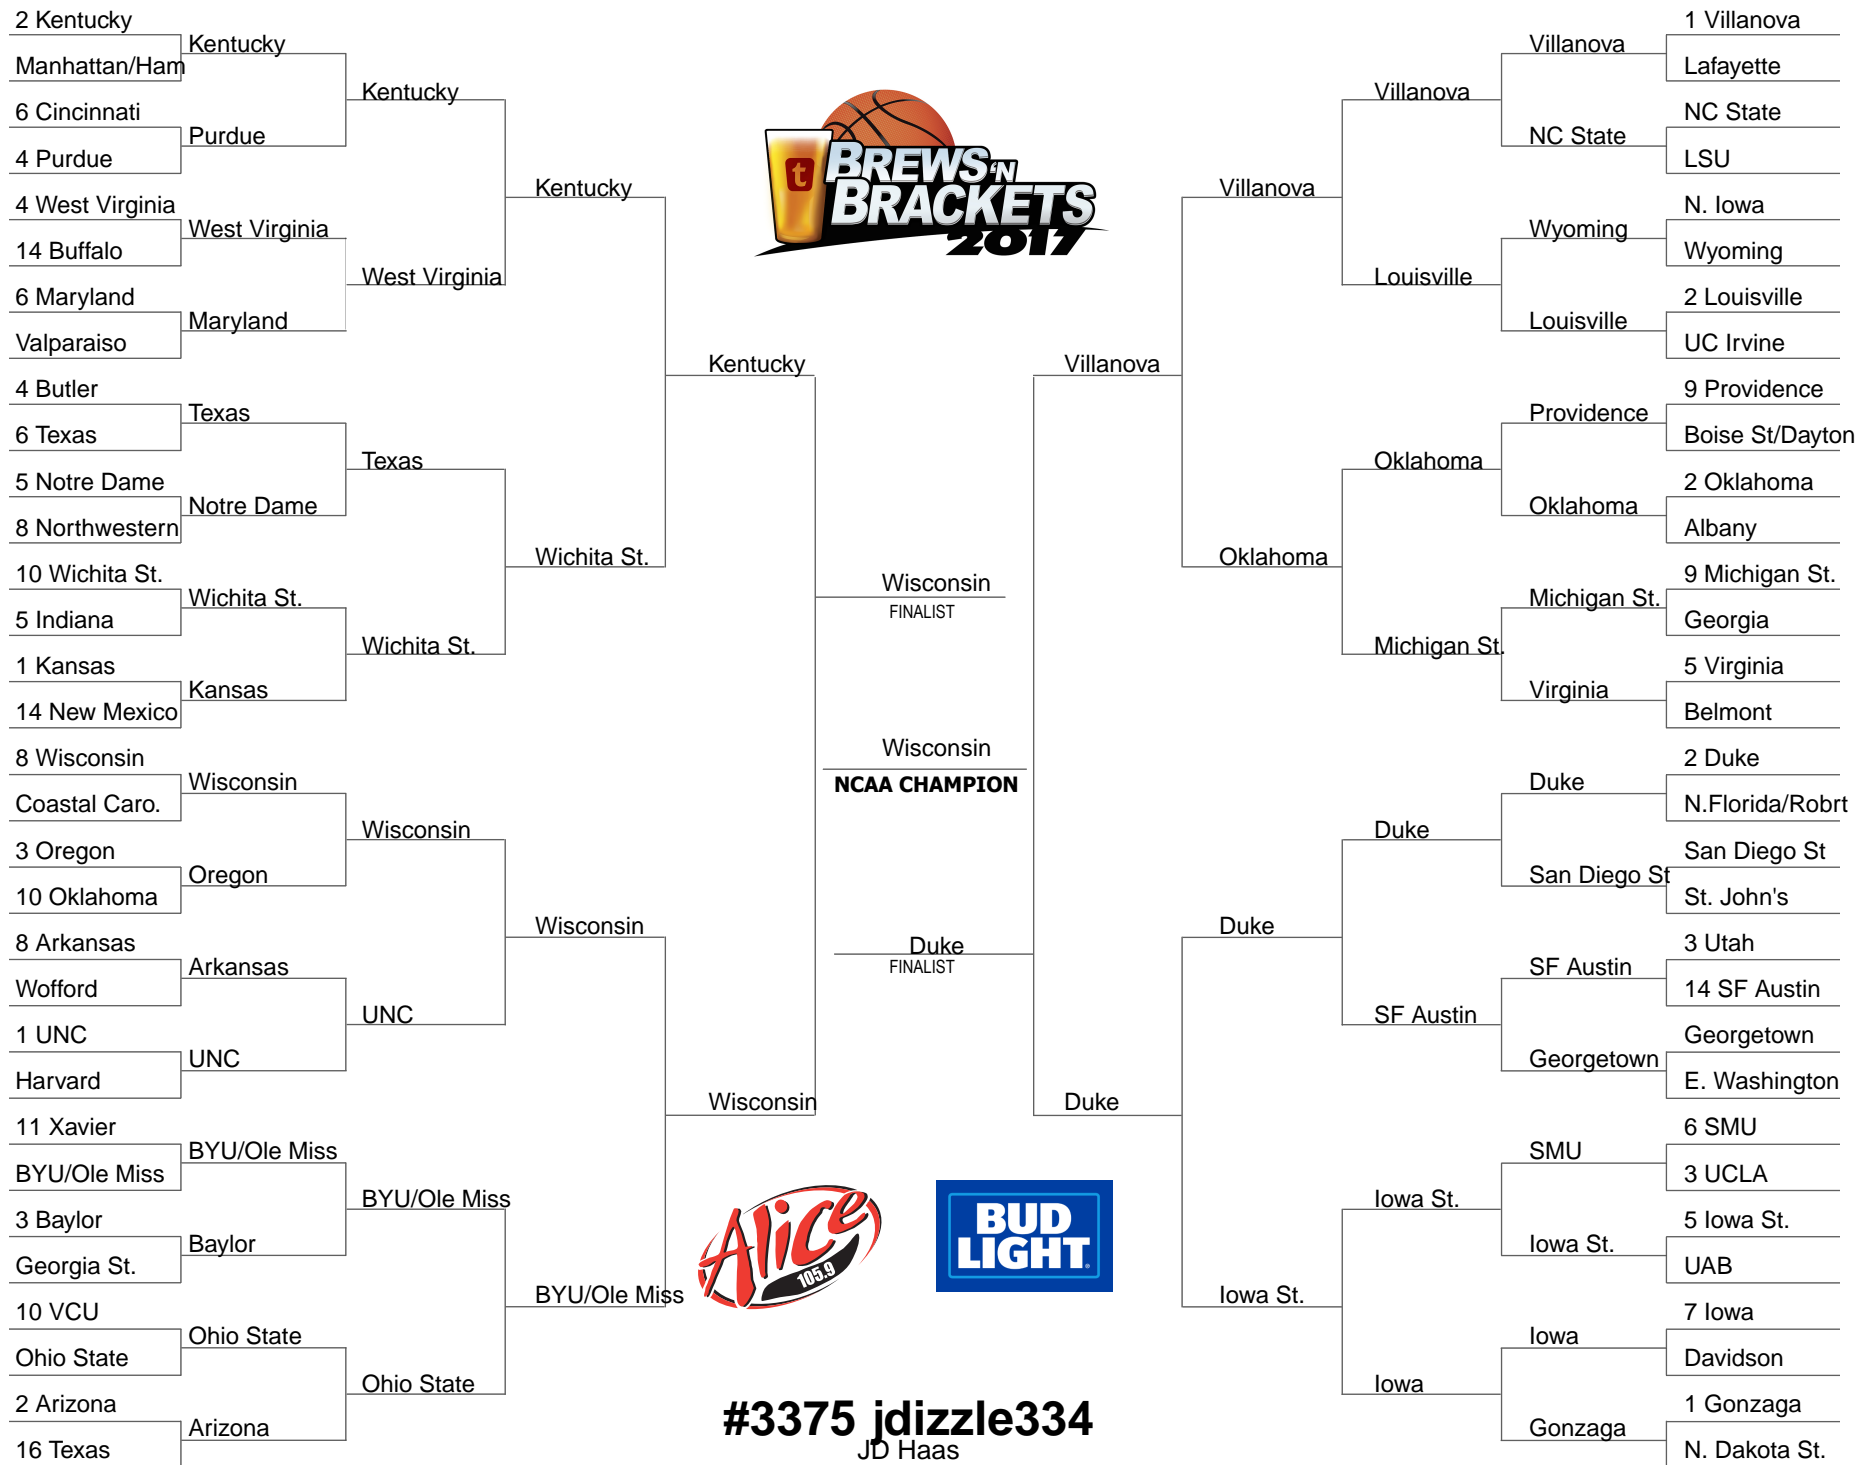 2 Kentucky
Manhattan/Ham
6 Cincinnati
4 Purdue
4 West Virginia
14 Buffalo
6 Maryland
Valparaiso
4 Butler
6 Texas
5 Notre Dame
8 Northwestern
10 Wichita St.
5 Indiana
1 Kansas
14 New Mexico
8 Wisconsin
Coastal Caro.
3 Oregon
10 Oklahoma
8 Arkansas
Wofford
1 UNC
Harvard
11 Xavier
BYU/Ole Miss
3 Baylor
Georgia St.
10 VCU
Ohio State
2 Arizona
16 Texas
Kentucky
Purdue
West Virginia
Maryland
Texas
Notre Dame
Wichita St.
Kansas
Wisconsin
Oregon
Arkansas
UNC
BYU/Ole Miss
Baylor
Ohio State
Arizona
Kentucky
West Virginia
Texas
Wichita St.
Wisconsin
UNC
BYU/Ole Miss
Ohio State
Kentucky
Wichita St.
Wisconsin
BYU/Ole Miss
Kentucky
Wisconsin
t
BREWS 'N
BRACKETS
2017
Wisconsin
FINALIST
Wisconsin
NCAA CHAMPION
Duke
FINALIST
Alice
105.9
BUD
LIGHT
#3375 jdizzle334
JD Haas
Villanova
Duke
Villanova
Oklahoma
Duke
Iowa St.
Villanova
Louisville
Oklahoma
Michigan St.
Duke
SF Austin
Iowa St.
Iowa
Villanova
NC State
Wyoming
Louisville
Providence
Oklahoma
Michigan St.
Virginia
Duke
San Diego St
SF Austin
Georgetown
SMU
Iowa St.
Iowa
Gonzaga
1 Villanova
Lafayette
NC State
LSU
N. Iowa
Wyoming
2 Louisville
UC Irvine
9 Providence
Boise St/Dayton
2 Oklahoma
Albany
9 Michigan St.
Georgia
5 Virginia
Belmont
2 Duke
N.Florida/Robrt
San Diego St
St. John's
3 Utah
14 SF Austin
Georgetown
E. Washington
6 SMU
3 UCLA
5 Iowa St.
UAB
7 Iowa
Davidson
1 Gonzaga
N. Dakota St.